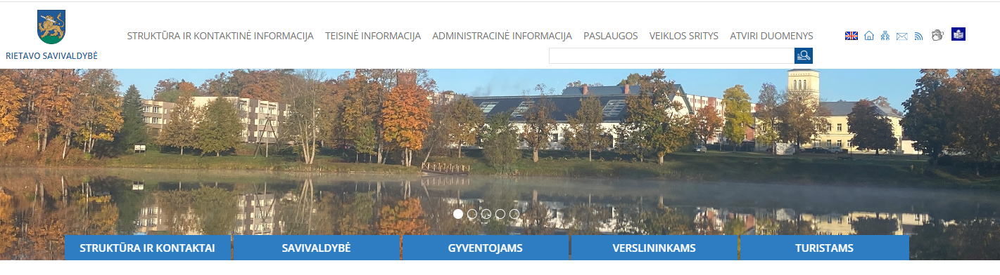 RIETAVO SAVIVALDYBĖ
STRUKTŪRA IR KONTAKTINĖ INFORMACIJA TEISINĖ INFORMACIJA ADMINISTRACINĖ INFORMACIJA PASLAUGOS VEIKLOS SRITYS ATVIRI DUOMENYS
STRUKTŪRA IR KONTAKTAI SAVIVALDYBĖ GYVENTOJAMS VERSLININKAMS TURISTAMS